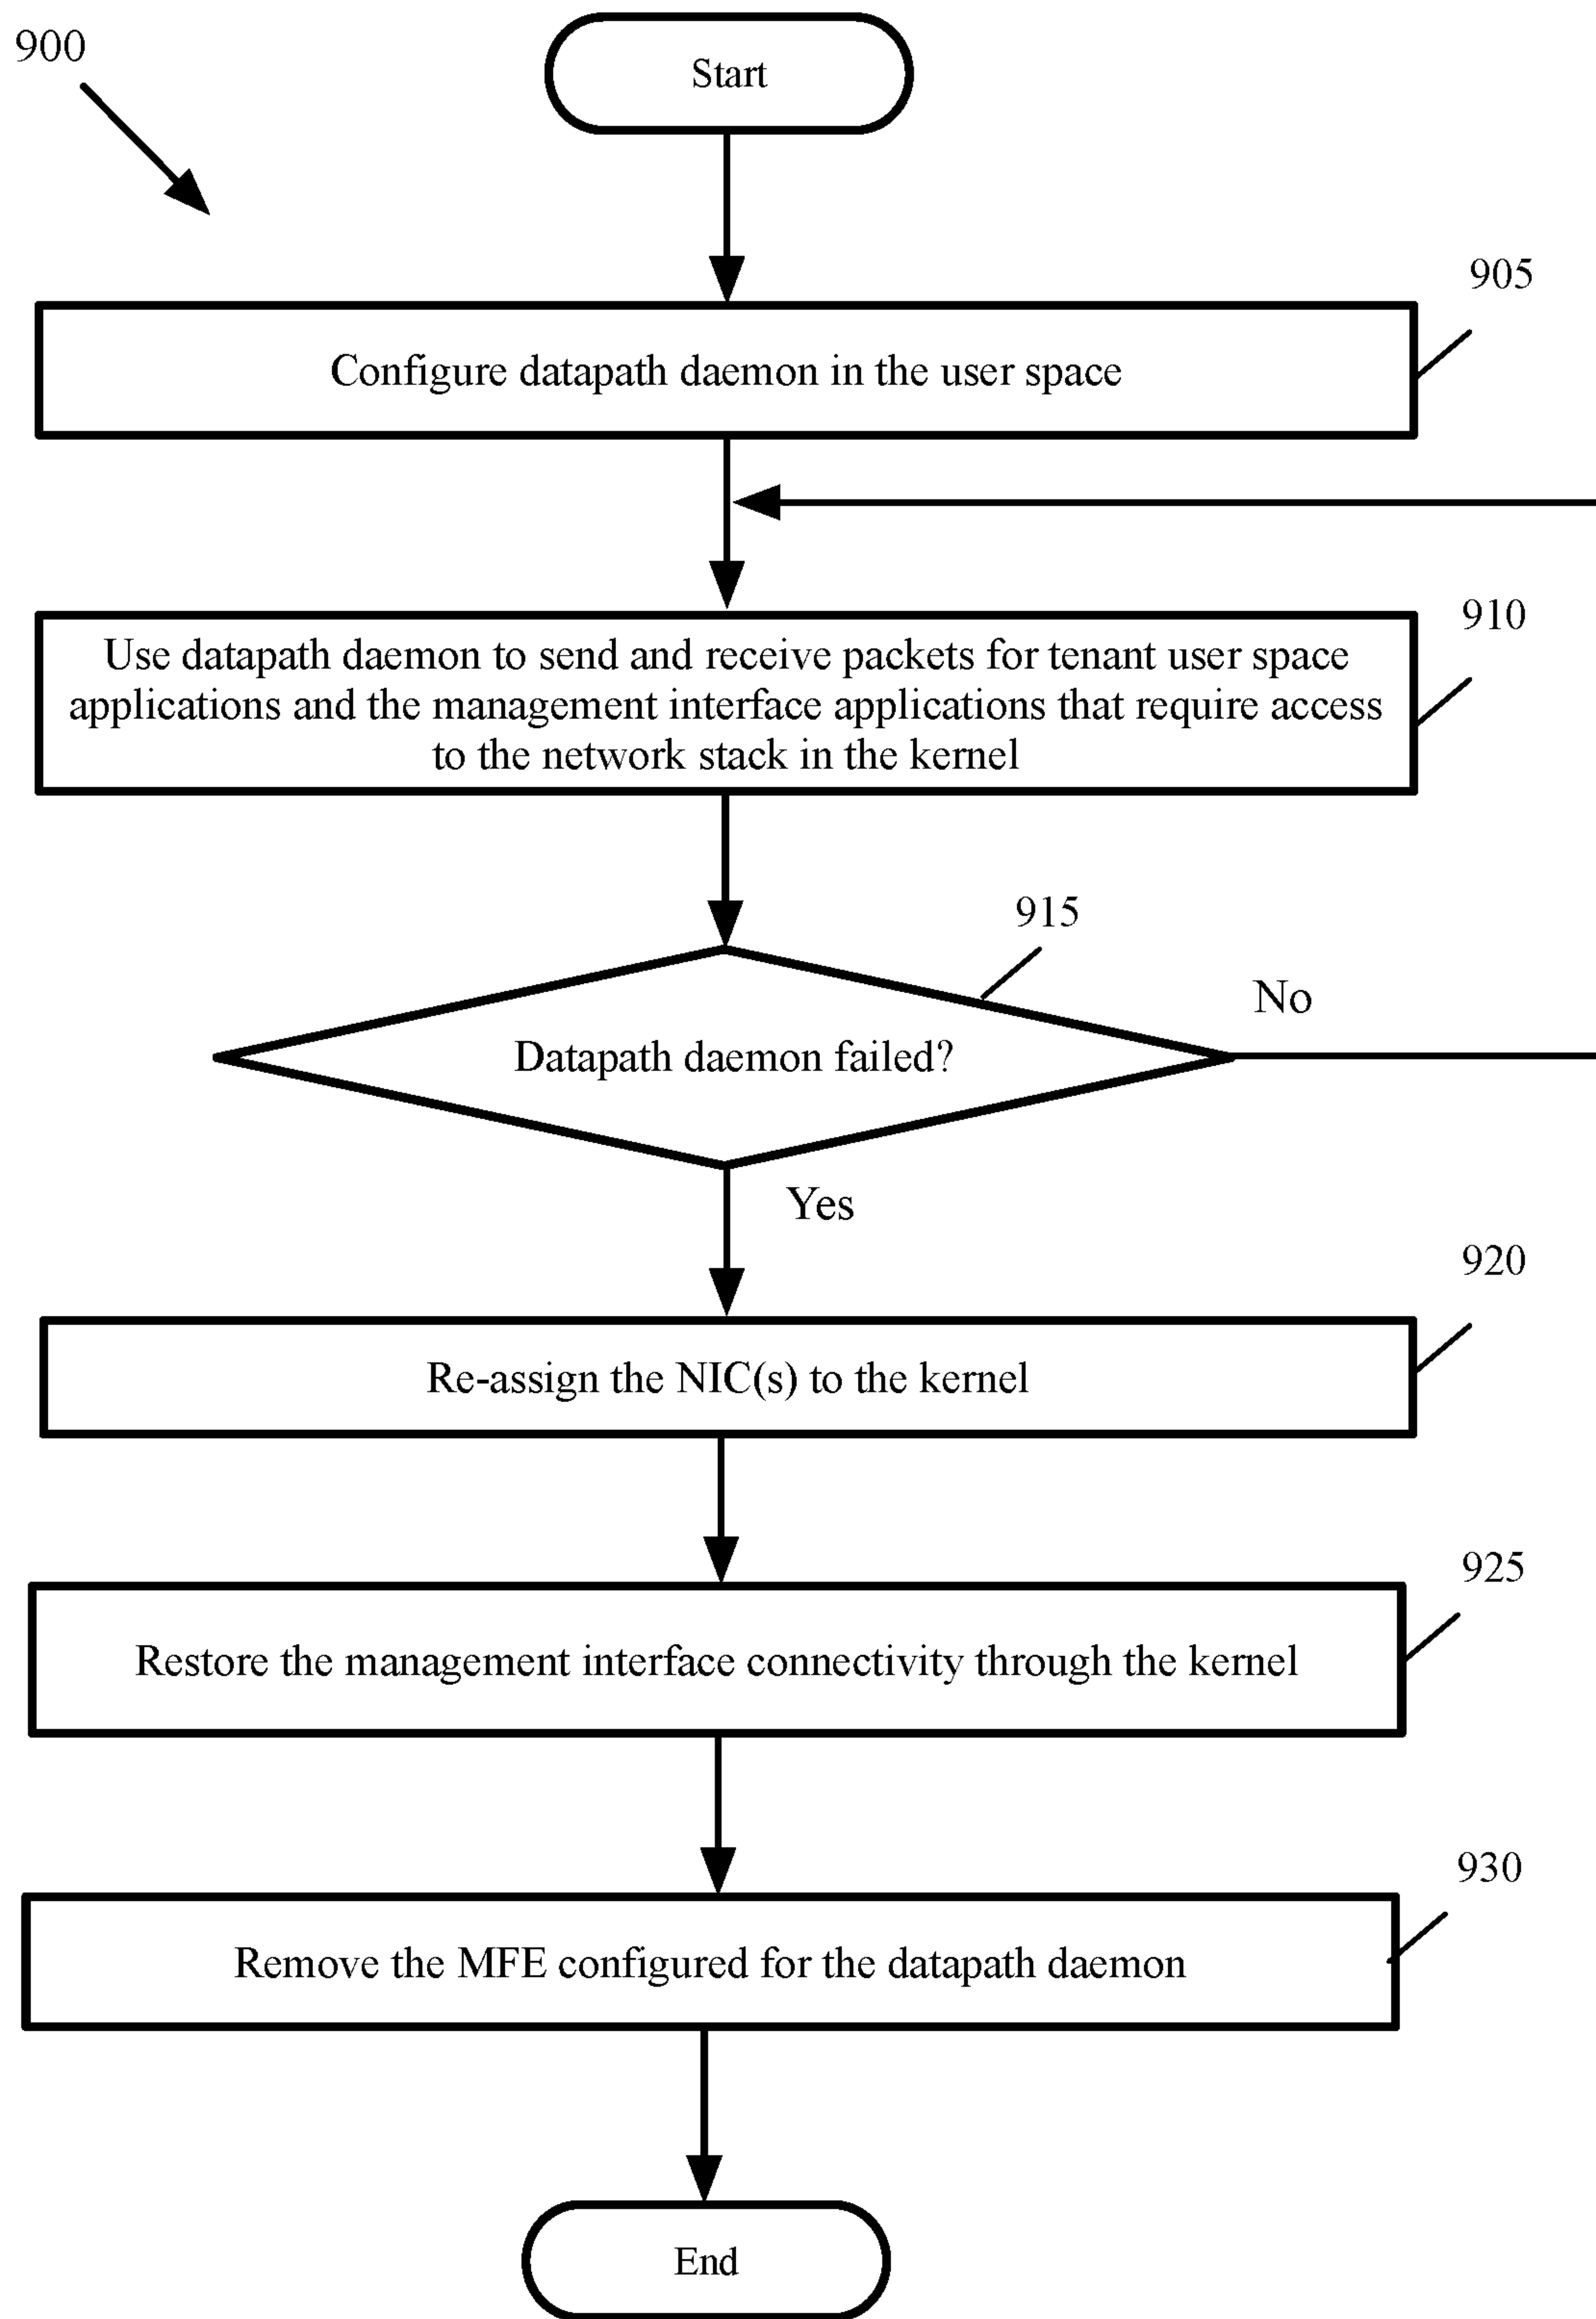 900
Start
905
Configure datapath daemon in the user space
910
Use datapath daemon to send and receive packets for tenant user space
applications and the management interface applications that require access
to the network stack in the kernel
915
No
Datapath daemon failed?
Yes
920
Re-assign the NIC(s) to the kernel
925
Restore the management interface connectivity through the kernel
930
Remove the MFE configured for the datapath daemon
End